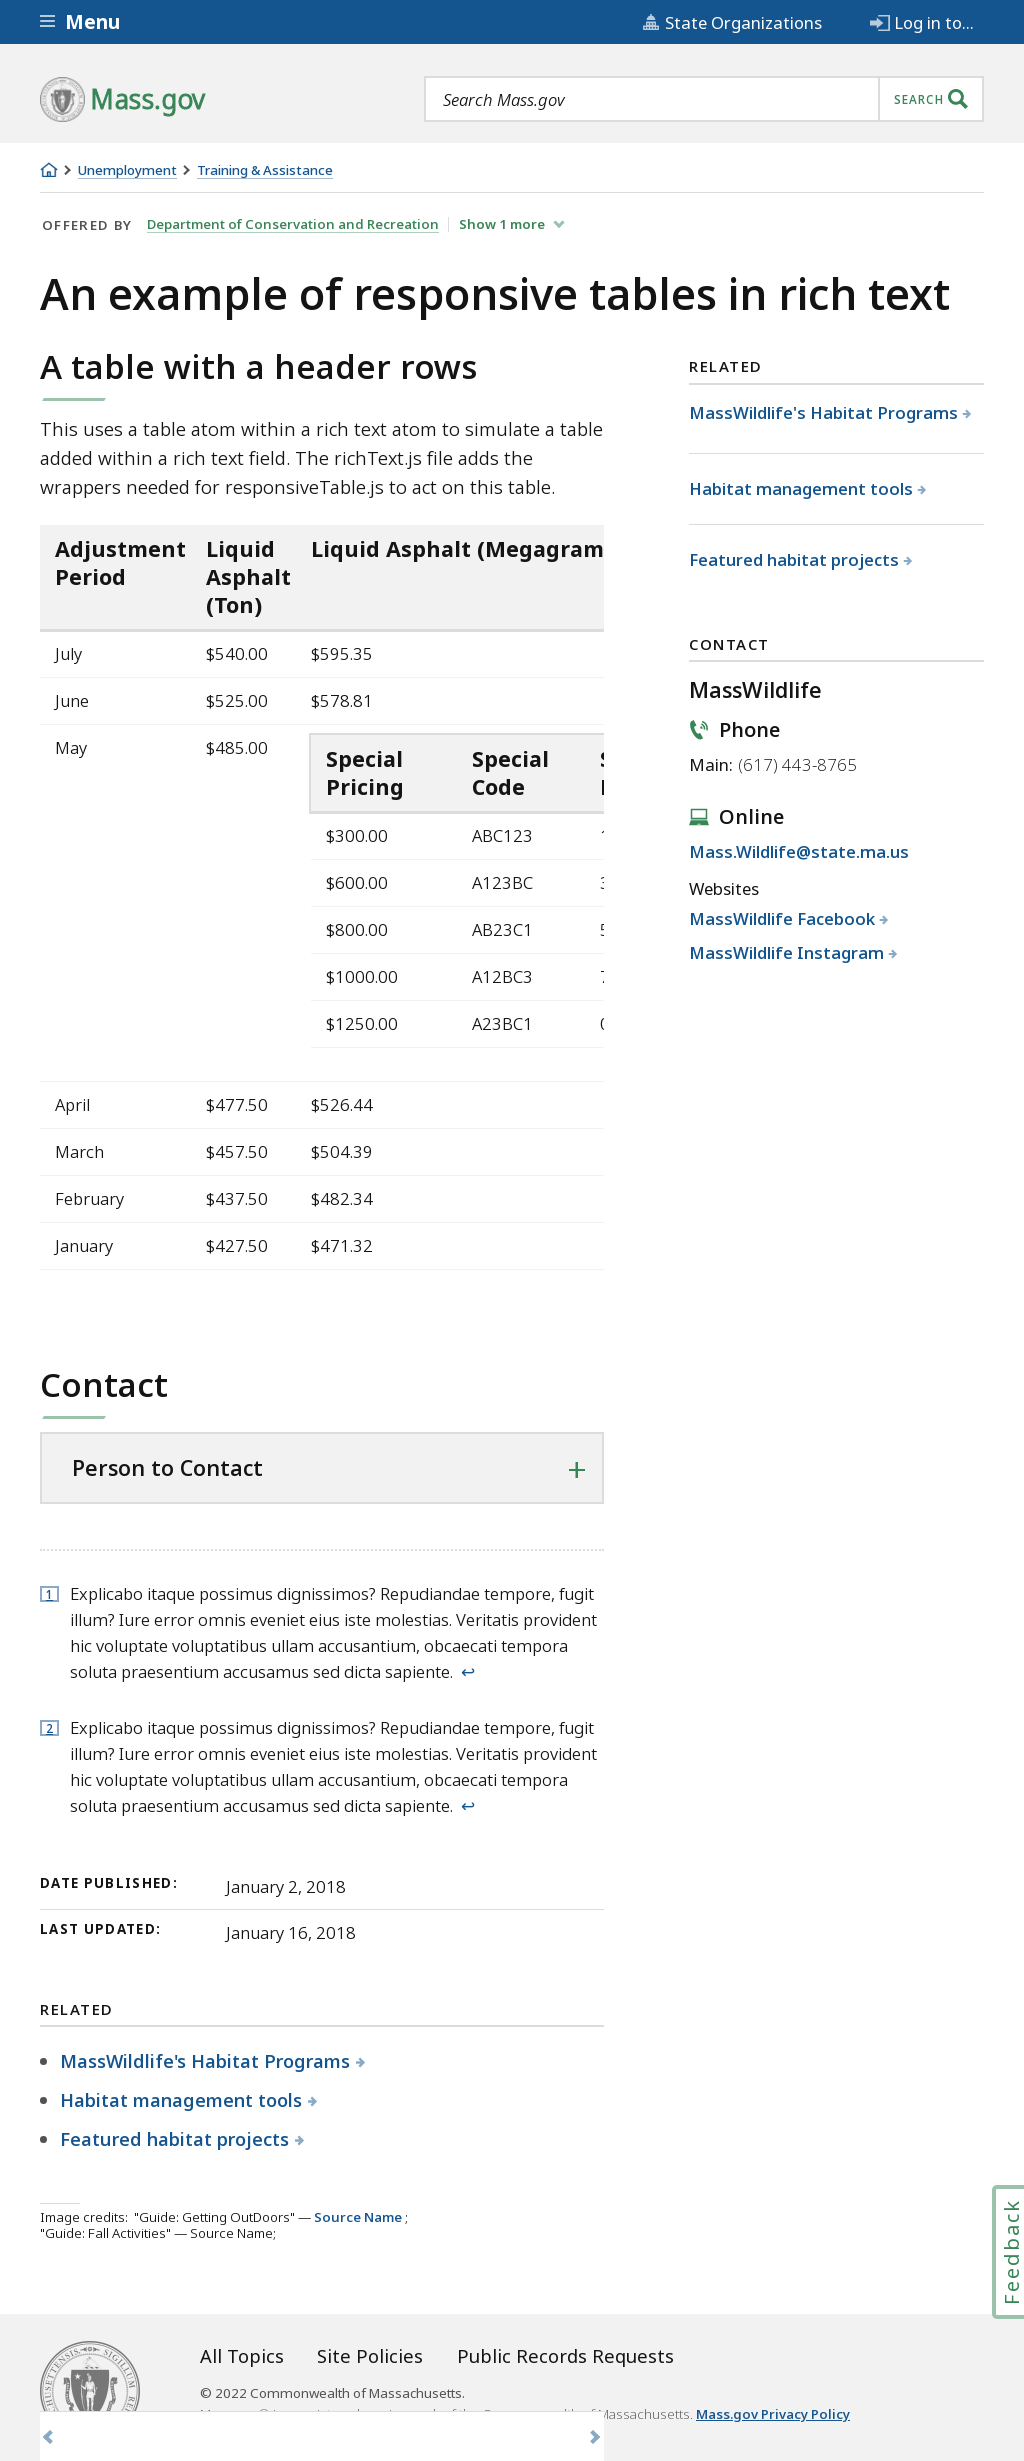 Menu
State Organizations
Log in to...
Mass.gov
Search Mass.gov
SEARCH
Unemployment
Training & Assistance
OFFERED BY Department of Conservation and Recreation Show 1 more
An example of responsive tables in rich text
A table with a header rows
This uses a table atom within a rich text atom to simulate a table
added within a rich text field. The richText.js file adds the
wrappers needed for responsiveTable.js to act on this table.
Adjustment Period Liquid Asphalt (Ton) Liquid Asphalt (Megagram
July $540.00 $595.35
June $525.00 $578.81
May $485.00
Special Pricing Special Code
$300.00 ABC123
$600.00 A123BC
$800.00 AB23C1
$1000.00 A12BC3
$1250.00 A23BC1
April $477.50 $526.44
March $457.50 $504.39
February $437.50 $482.34
January $427.50 $471.32
RELATED
MassWildlife's Habitat Programs
Habitat management tools
Featured habitat projects
CONTACT
MassWildlife
Phone
Main: (617) 443-8765
Online
Mass.Wildlife@state.ma.us
Websites
MassWildlife Facebook
MassWildlife Instagram
Contact
Person to Contact
1 Explicabo itaque possimus dignissimos? Repudiandae tempore, fugit
illum? Iure error omnis eveniet eius iste molestias. Veritatis provident
hic voluptate voluptatibus ullam accusantium, obcaecati tempora
soluta praesentium accusamus sed dicta sapiente. ↩
2 Explicabo itaque possimus dignissimos? Repudiandae tempore, fugit
illum? Iure error omnis eveniet eius iste molestias. Veritatis provident
hic voluptate voluptatibus ullam accusantium, obcaecati tempora
soluta praesentium accusamus sed dicta sapiente. ↩
DATE PUBLISHED: January 2, 2018
LAST UPDATED: January 16, 2018
RELATED
MassWildlife's Habitat Programs
Habitat management tools
Featured habitat projects
Image credits: "Guide: Getting OutDoors" — Source Name ;
"Guide: Fall Activities" — Source Name;
Feedback
All Topics Site Policies Public Records Requests
© 2022 Commonwealth of Massachusetts.
Massachusetts. Mass.gov Privacy Policy